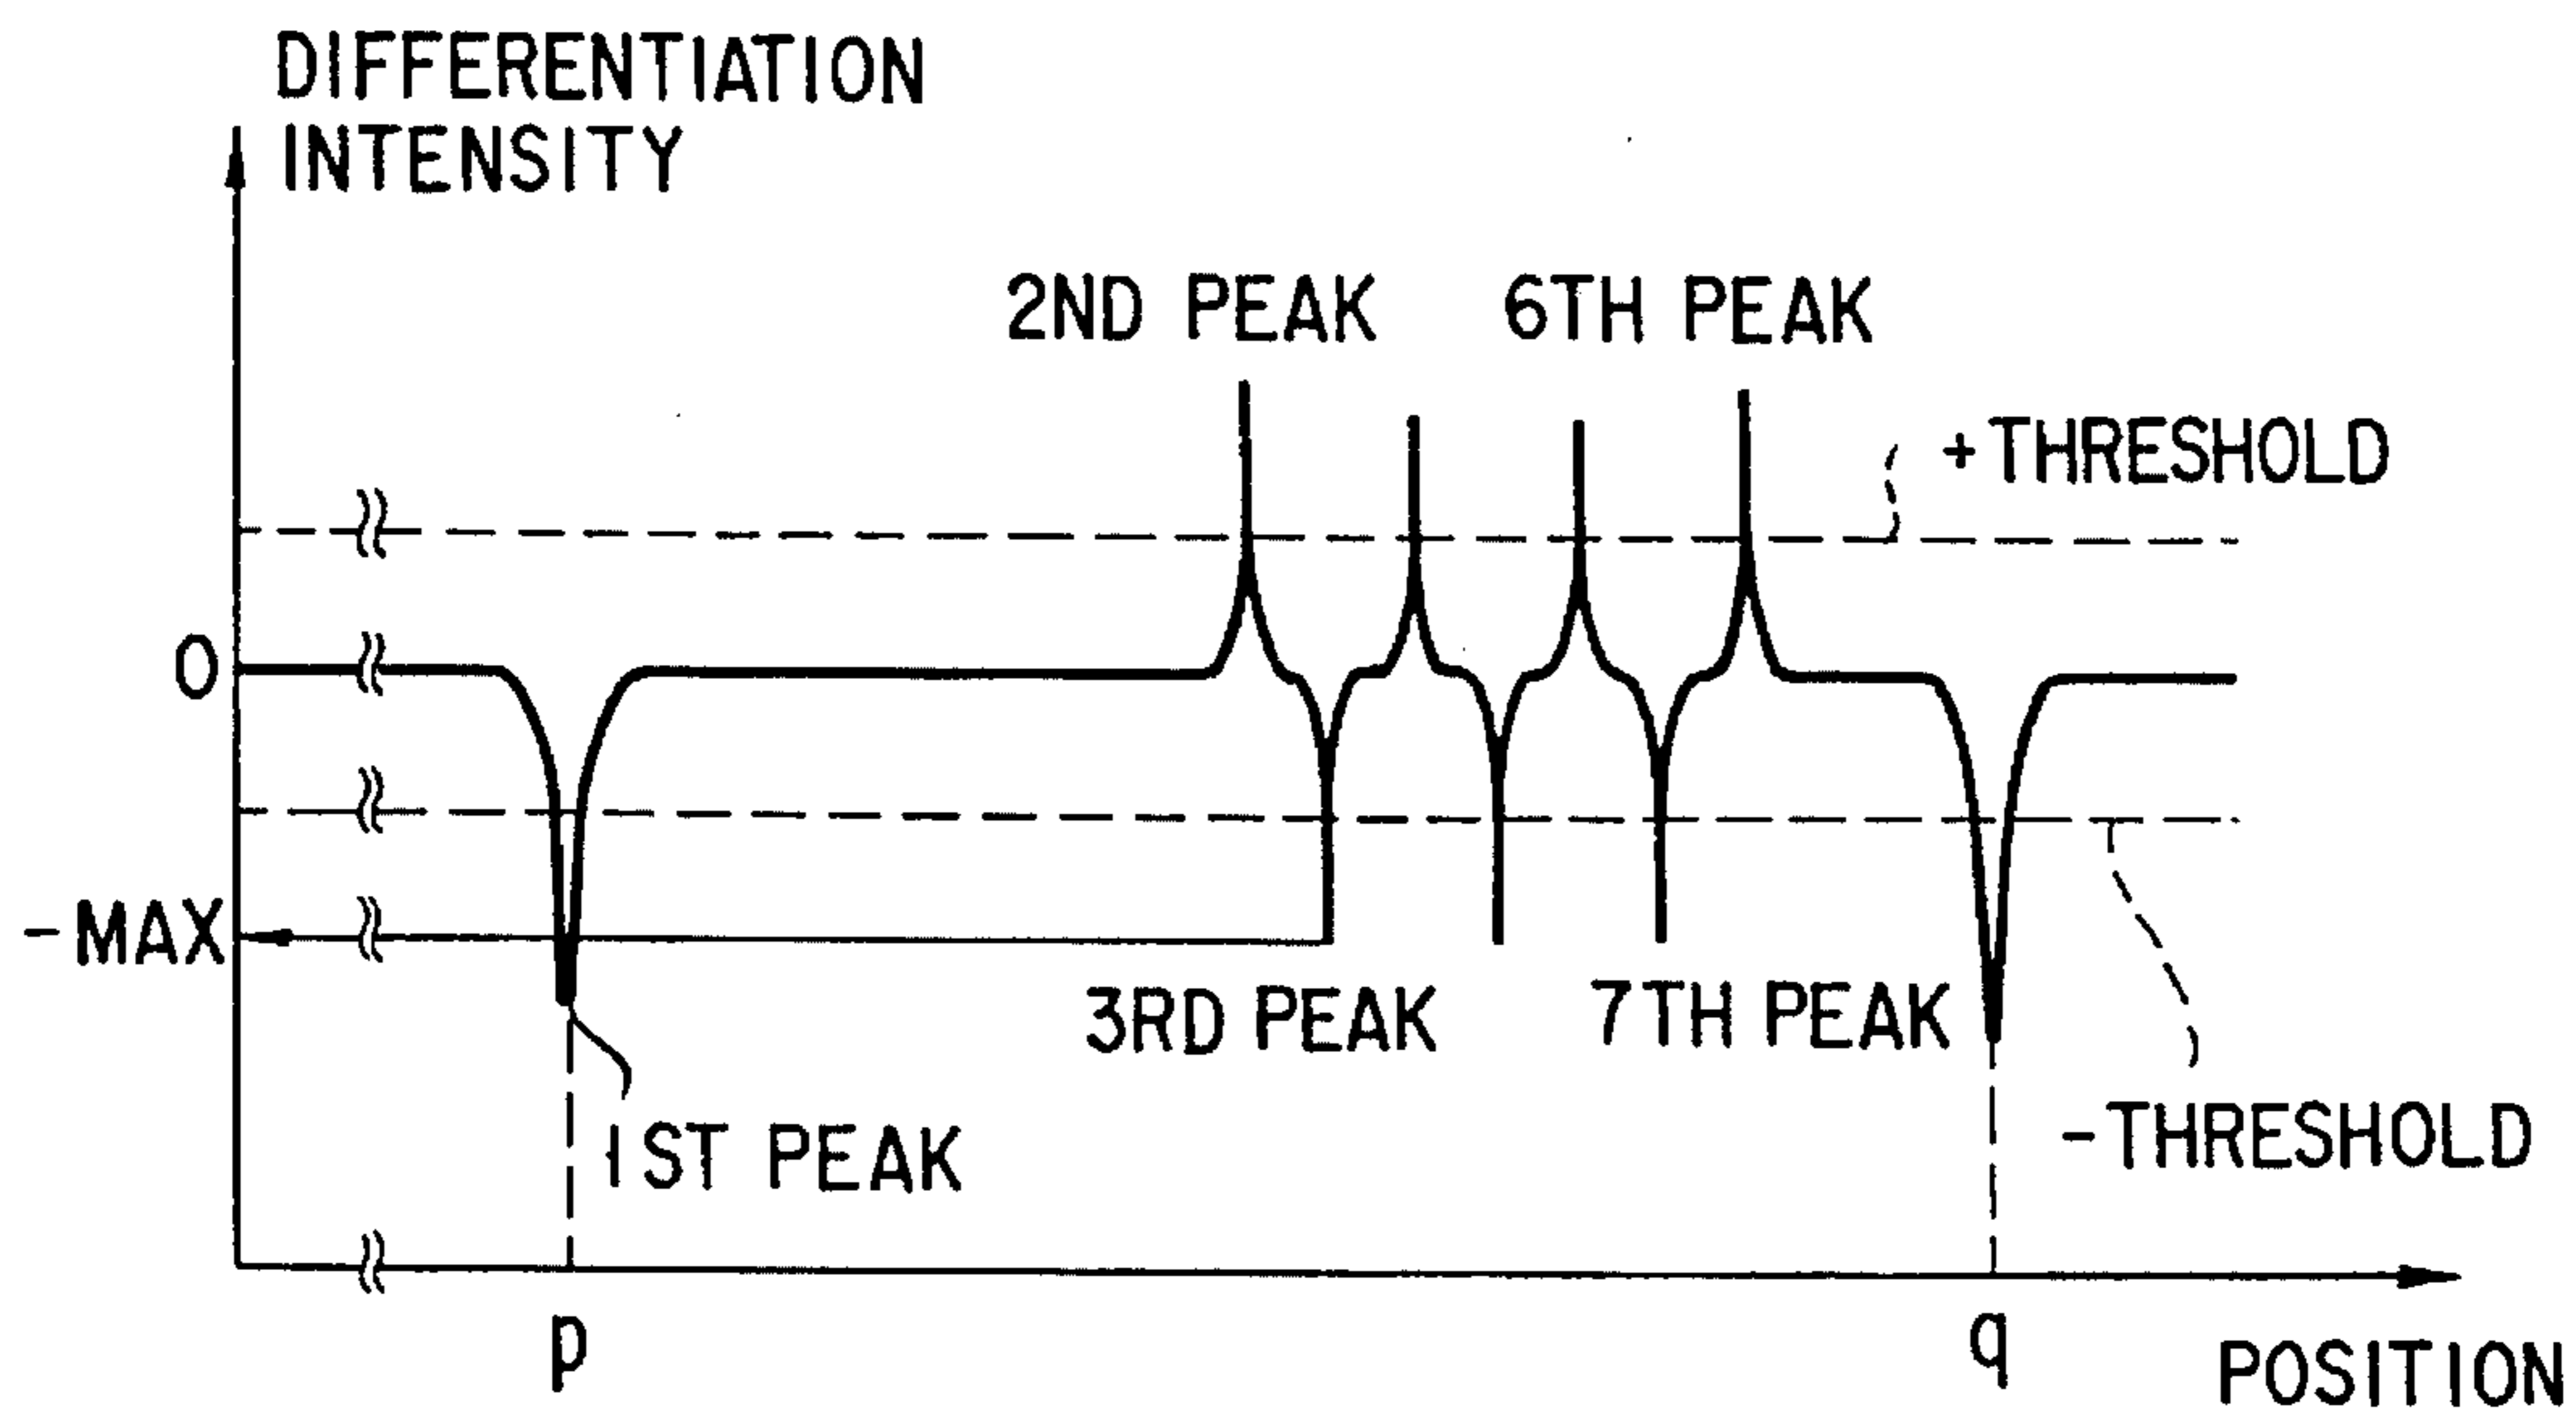 DIFFERENTIATION
INTENSITY
2ND PEAK
6TH PEAK
+THRESHOLD
0
-MAX
3RD PEAK
7TH PEAK
1ST PEAK
-THRESHOLD
p
q
POSITION